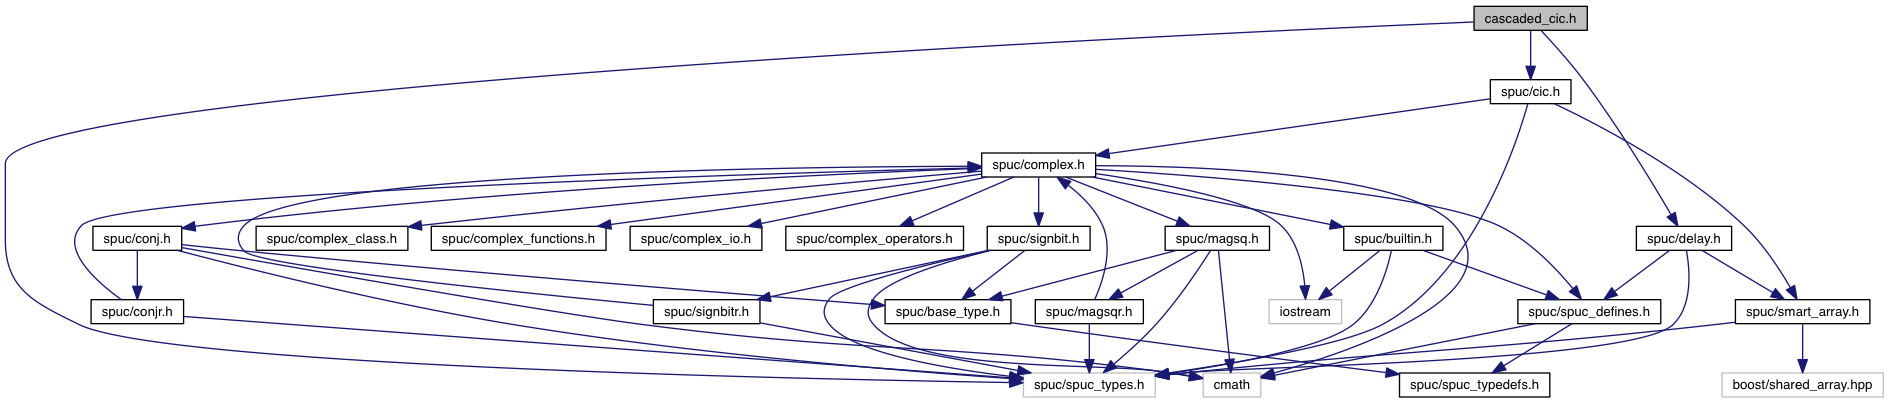 cascaded_cic.h
spuc/cic.h
spuc/complex.h
spuc/conj.h
spuc/complex_class.h
spuc/complex_functions.h
spuc/complex_io.h
spuc/complex_operators.h
spuc/signbit.h
spuc/magsq.h
spuc/builtin.h
spuc/delay.h
spuc/conjr.h
spuc/signbitr.h
spuc/base_type.h
spuc/magsqr.h
iostream
spuc/spuc_defines.h
spuc/smart_array.h
spuc/spuc_types.h
cmath
spuc/spuc_typedefs.h
boost/shared_array.hpp